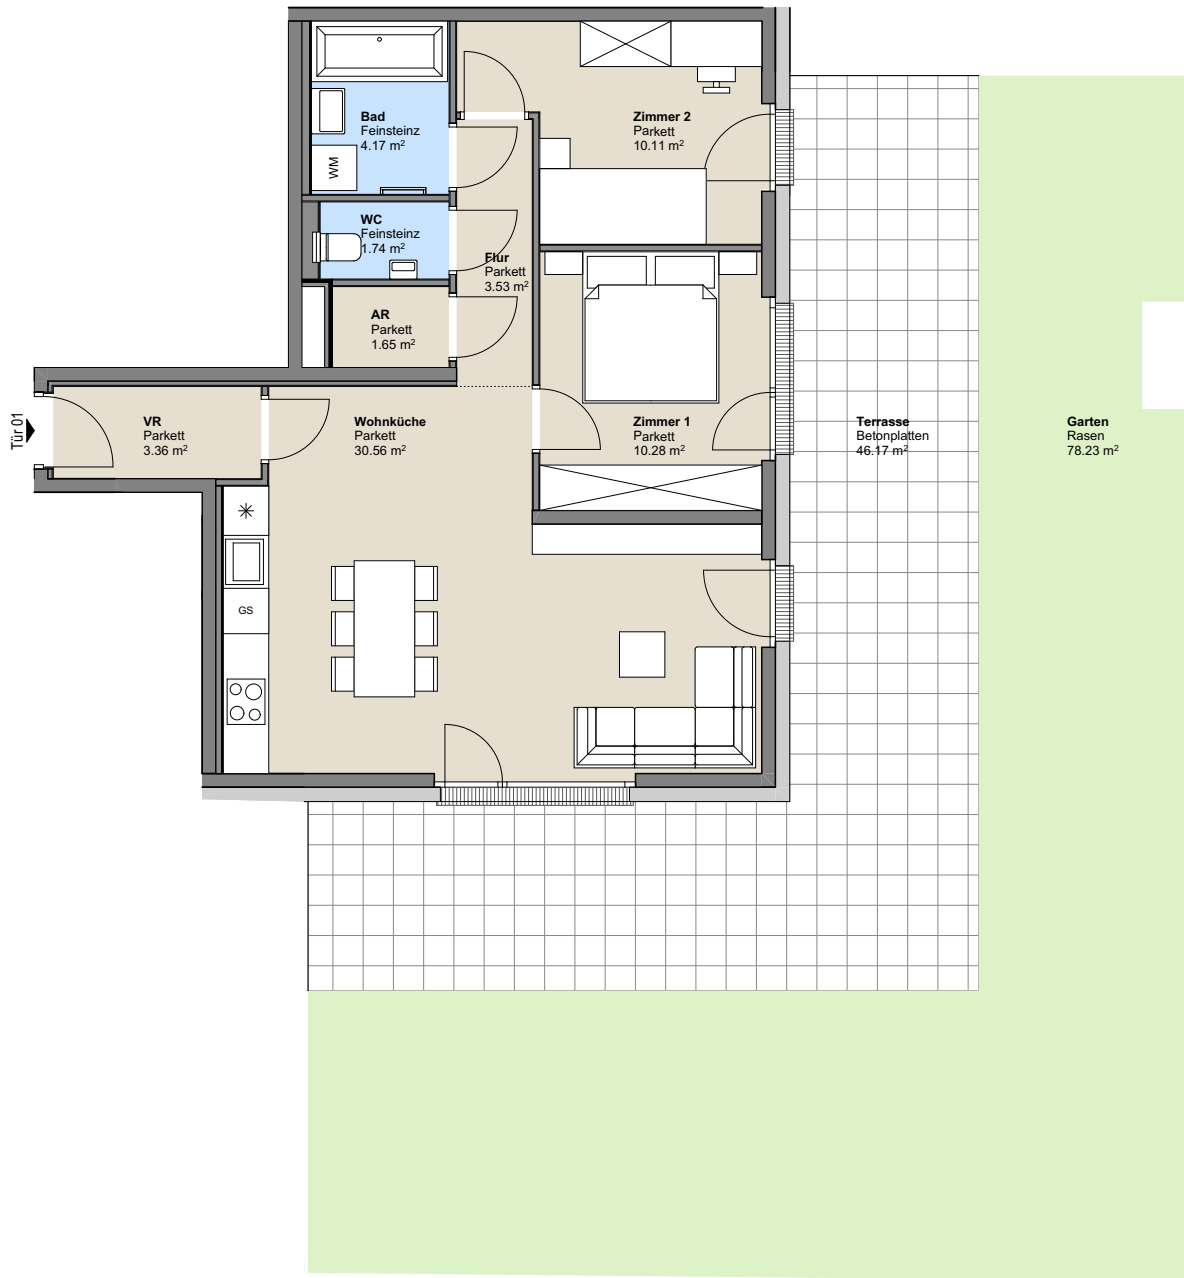 Bad
Feinsteinz
4.17 m²
WM
Zimmer 2
Parkett
10.11 m²
WC
Feinsteinz
1.74 m²
Flur
Parkett
3.53 m²
AR
Parkett
1.65 m²
Tür 01
VR
Parkett
3.36 m²
Wohnküche
Parkett
30.56 m²
Zimmer 1
Parkett
10.28 m²
Terrasse
Betonplatten
46.17 m²
Garten
Rasen
78.23 m²
GS